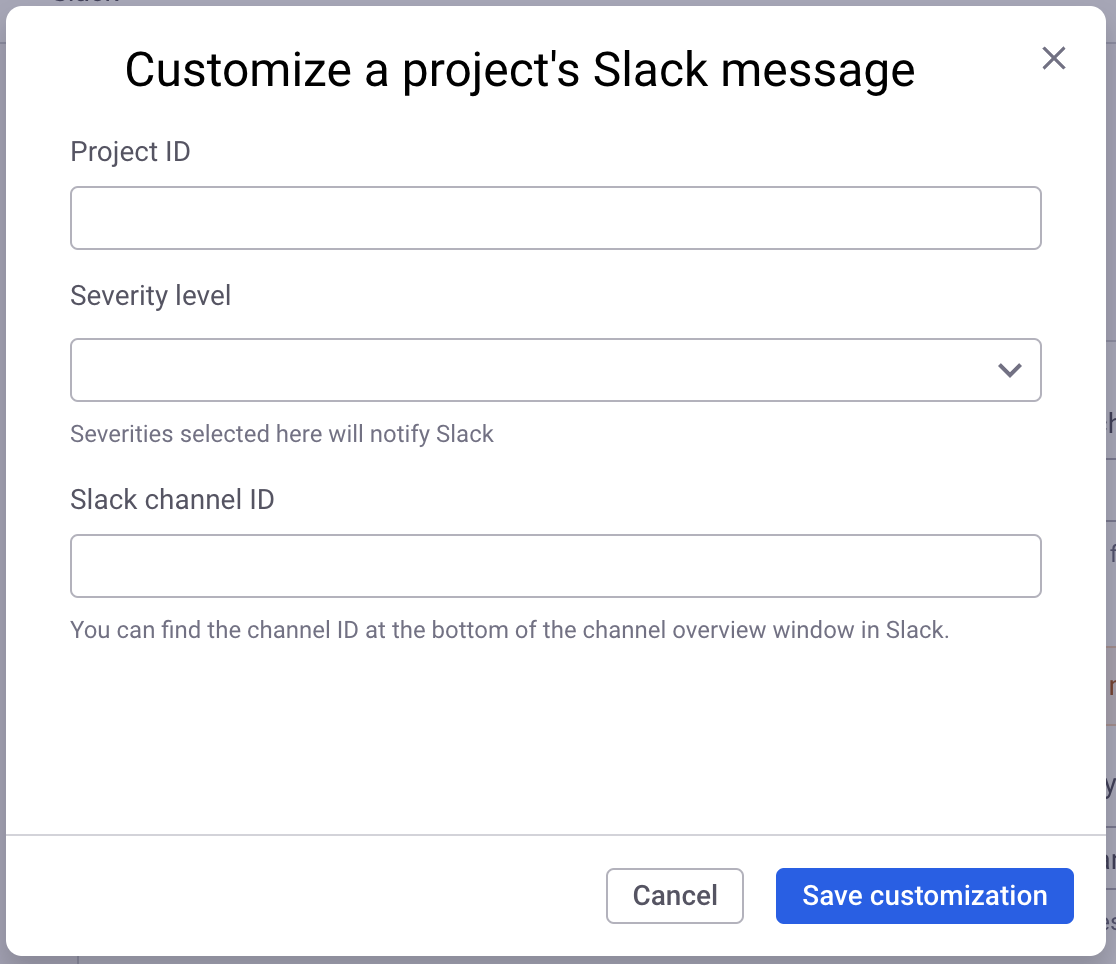 Customize a project's Slack message
Project ID
Severity level
Severities selected here will notify Slack
Slack channel ID
You can find the channel ID at the bottom of the channel overview window in Slack.
Cancel
Save customization